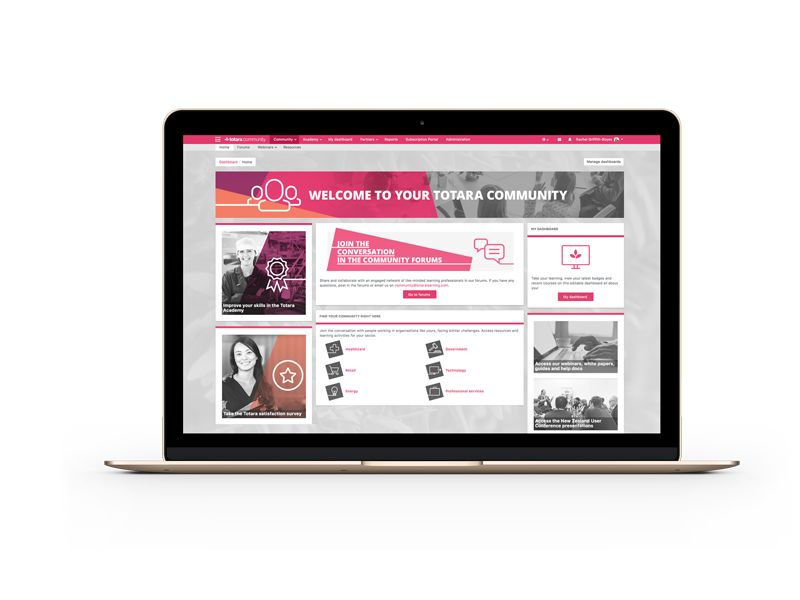 totara community Community Academy My dashboard Partners Reports Subscription Portal Administration Rachel Griffith-Boyes
Home Forums Webinars Resources
Dashboard Home Manage dashboards
WELCOME TO YOUR TOTARA COMMUNITY
Improve your skills in the Totara
Academy
Take the Totara satisfaction survey
JOIN THE
CONVERSATION
IN THE COMMUNITY FORUMS
Share and collaborate with an engaged network of like-minded learning professionals in our forums. If you have any
questions, post in the forums or email us on community@totaralearning.com.
Go to forums
FIND YOUR COMMUNITY RIGHT HERE
Join the conversation with people working in organisations like yours, facing similar challenges. Access resources and
learning activities for your sector.
Healthcare Government
Retail Technology
Energy Professional services
MY DASHBOARD
Take your learning, view your latest badges and
recent courses on this editable dashboard all about
you!
My dashboard
Access our webinars, white papers,
guides and help docs
Access the New Zealand User
Conference presentations